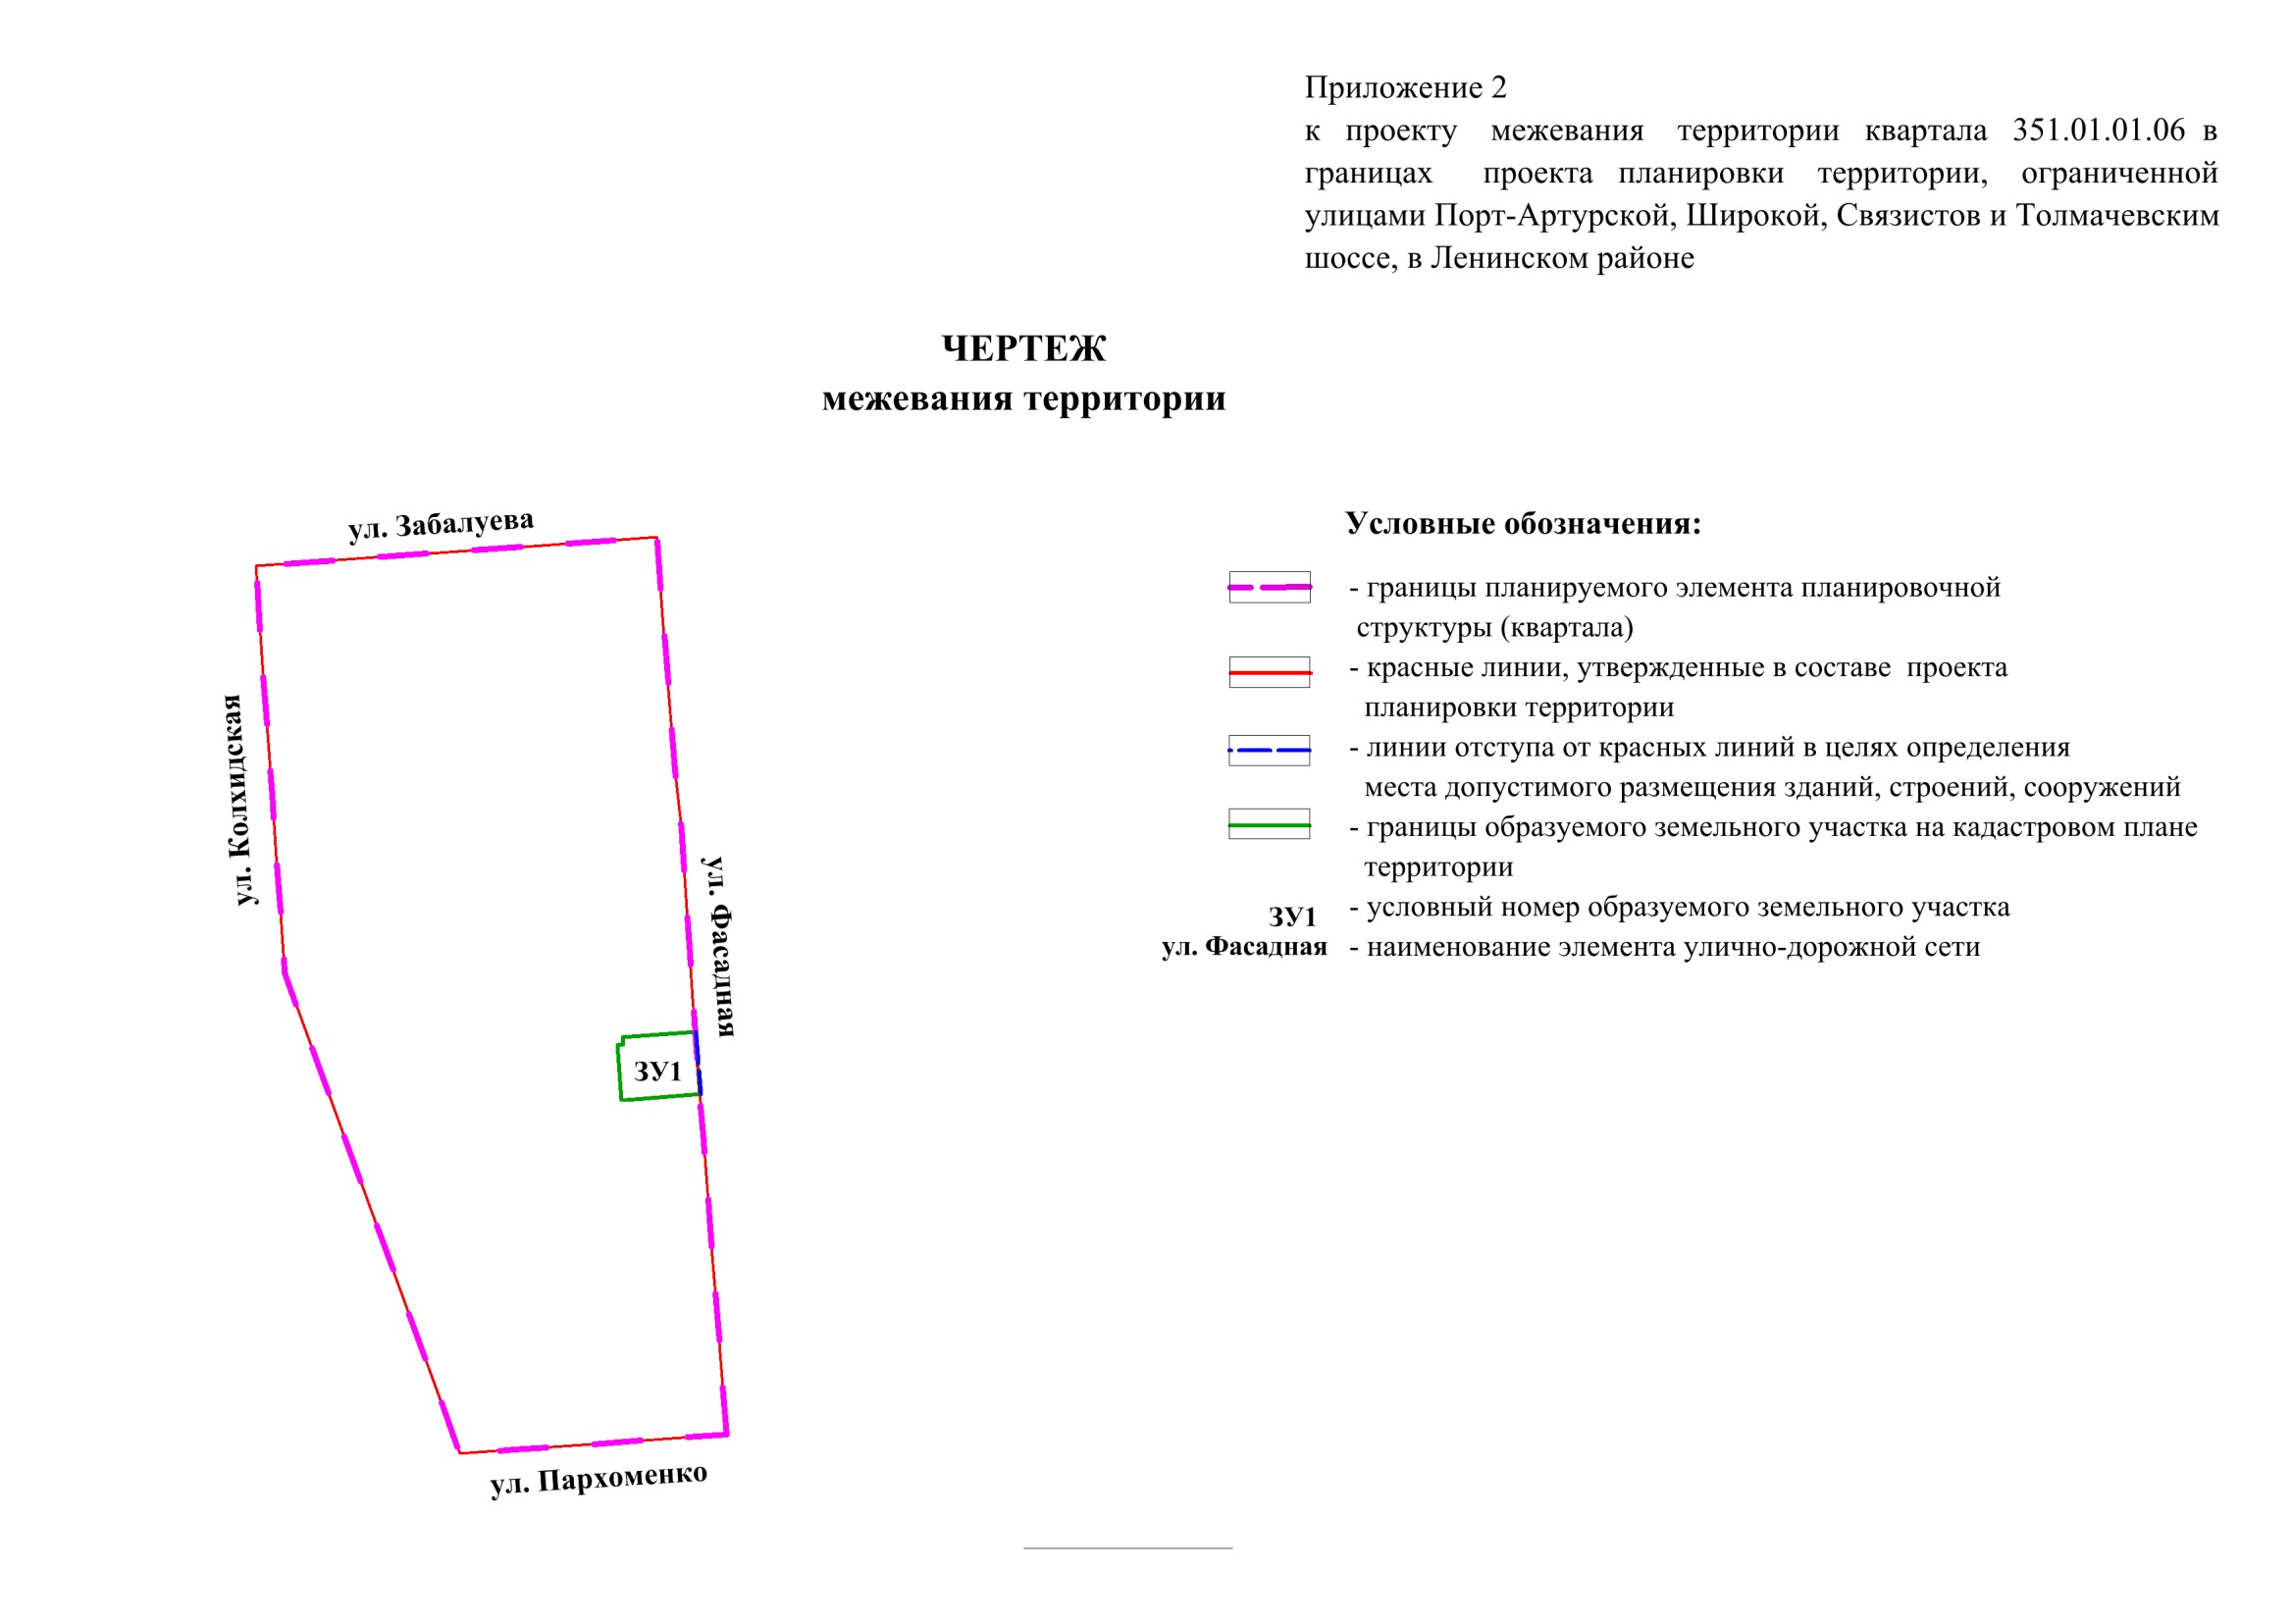 Приложение 2
к проекту межевания территории квартала 351.01.01.06 в
границах проекта планировки территории, ограниченной
улицами Порт-Артурской, Широкой, Связистов и Толмачевским
шоссе, в Ленинском районе
ЧЕРТЕЖ
межевания территории
ул. Забалуева
ул. Колхидская
ул. Фасадная
ЗУ1
ул. Пархоменко
Условные обозначения:
- границы планируемого элемента планировочной
структуры (квартала)
- красные линии, утвержденные в составе проекта
планировки территории
- линии отступа от красных линий в целях определения
места допустимого размещения зданий, строений, сооружений
- границы образуемого земельного участка на кадастровом плане
территории
ЗУ1 - условный номер образуемого земельного участка
ул. Фасадная - наименование элемента улично-дорожной сети